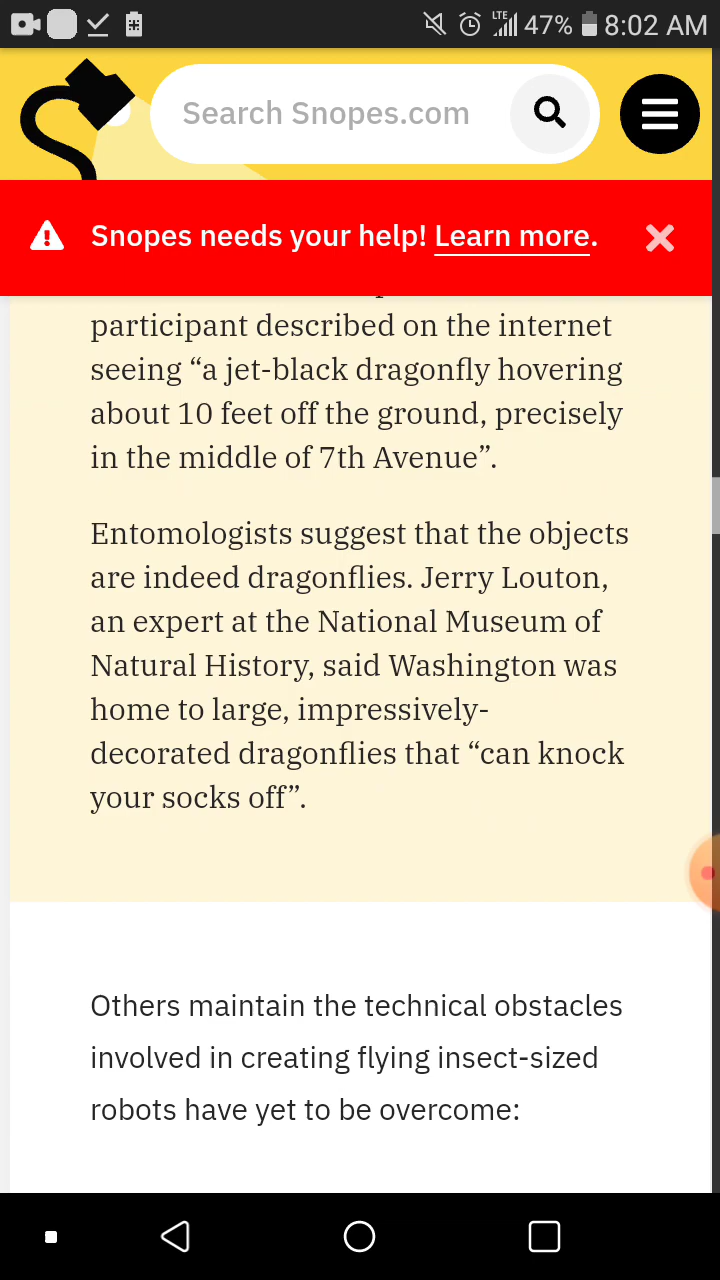 LTE 47% 8:02 AM
Search Snopes.com
Snopes needs your help! Learn more.
participant described on the internet
seeing “a jet-black dragonfly hovering
about 10 feet off the ground, precisely
in the middle of 7th Avenue”.
Entomologists suggest that the objects
are indeed dragonflies. Jerry Louton,
an expert at the National Museum of
Natural History, said Washington was
home to large, impressively-
decorated dragonflies that “can knock
your socks off”.
Others maintain the technical obstacles
involved in creating flying insect-sized
robots have yet to be overcome: